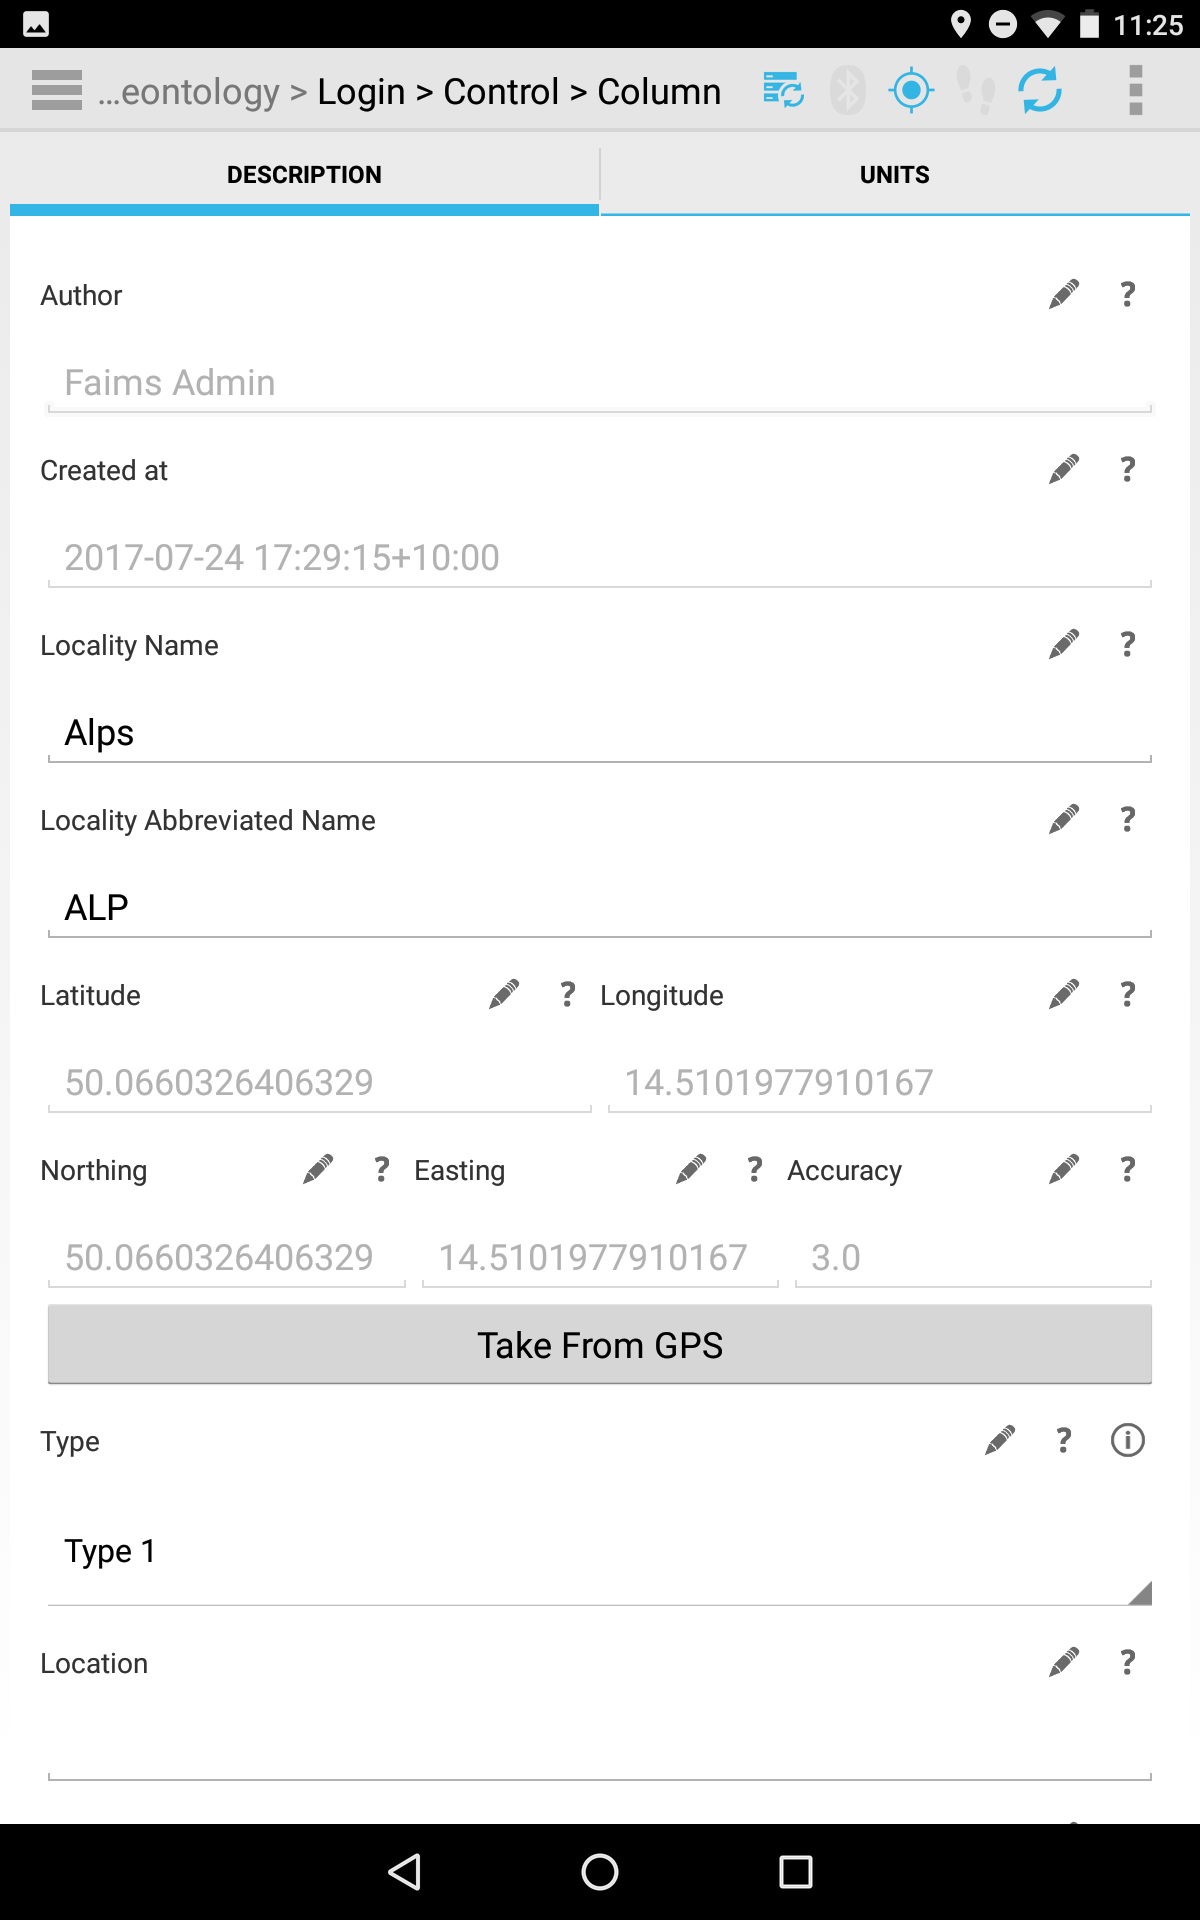 11:25
...eontology > Login > Control > Column
DESCRIPTION UNITS
Author ?
Faims Admin
Created at ?
2017-07-24 17:29:15+10:00
Locality Name ?
Alps
Locality Abbreviated Name ?
ALP
Latitude ? Longitude ?
50.0660326406329 14.5101977910167
Northing ? Easting ? Accuracy ?
50.0660326406329 14.5101977910167 3.0
Take From GPS
Type ?
Type 1
Location ?